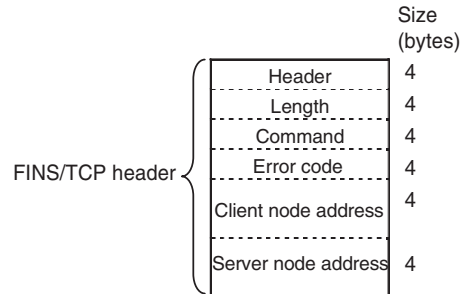 Size
(bytes)
Header 4
Length 4
Command 4
FINS/TCP header Error code 4
Client node address 4
Server node address 4